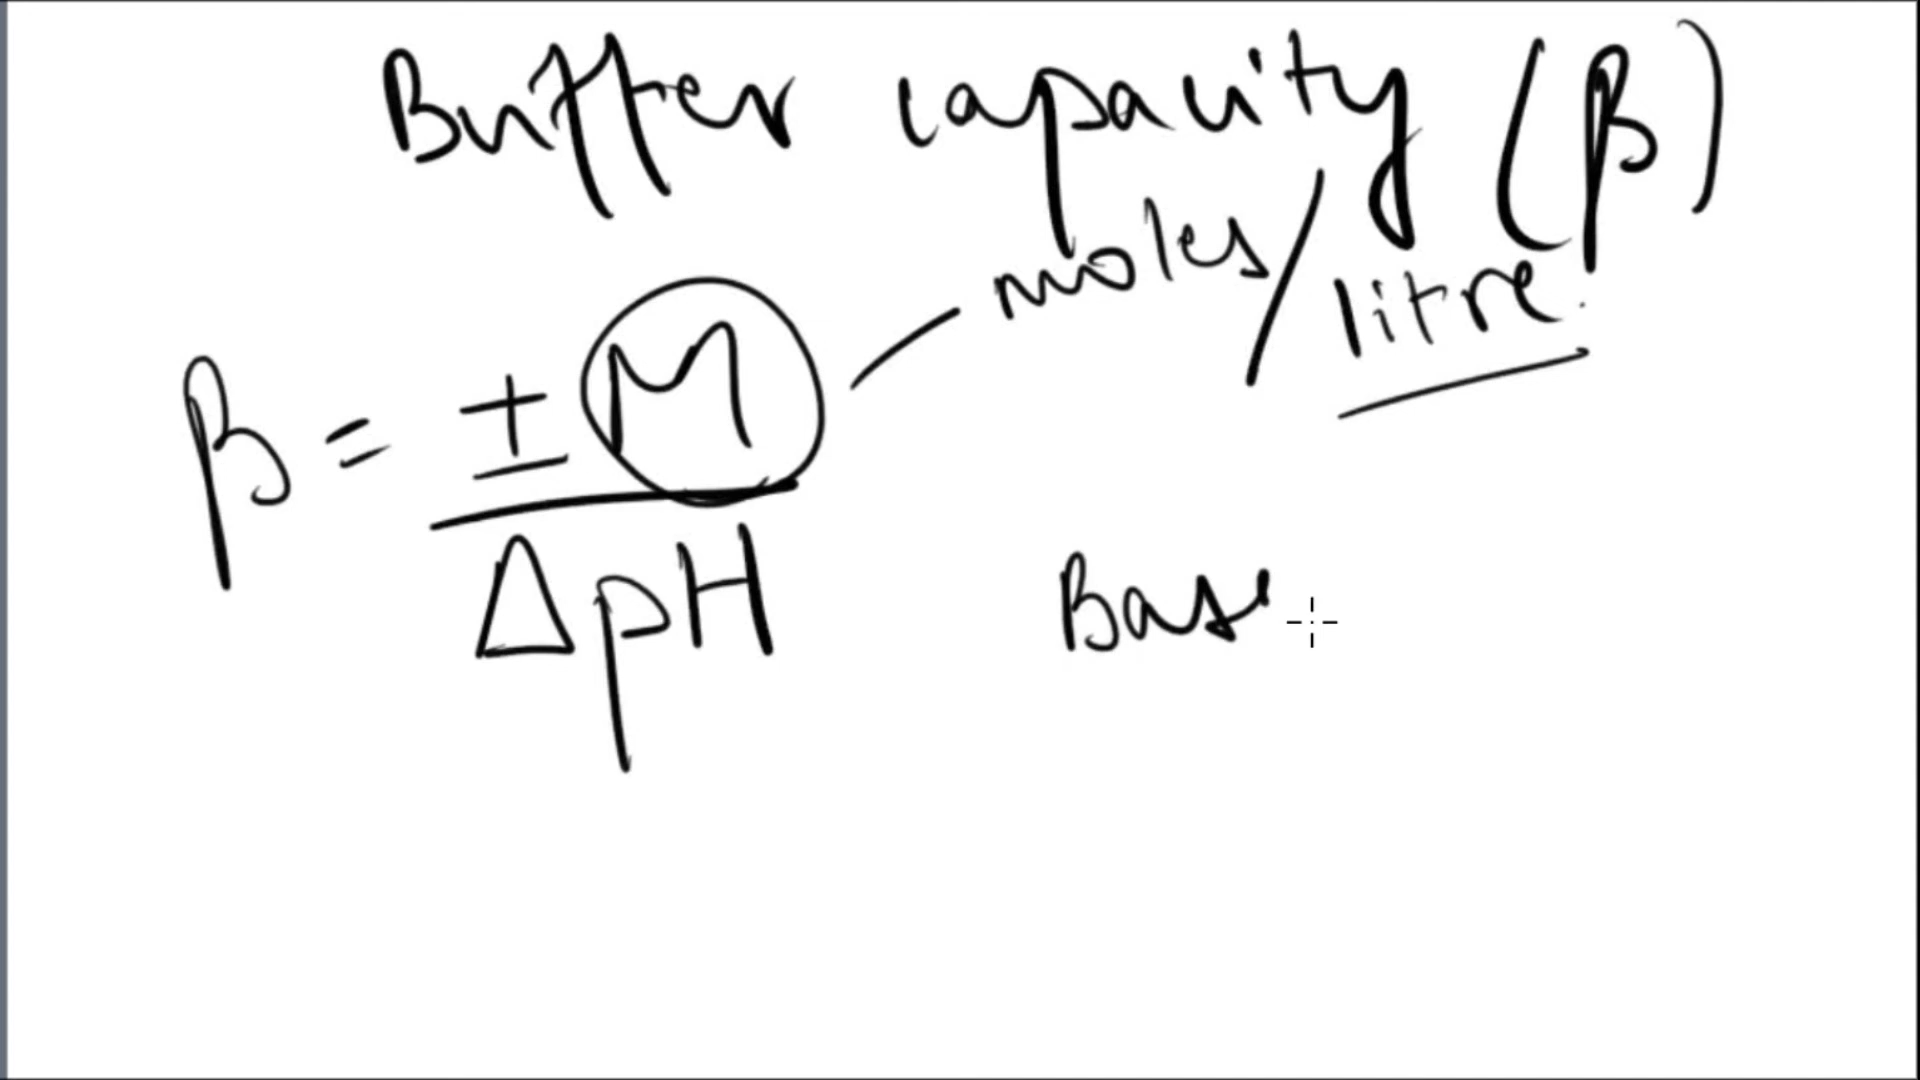 Buffer capacity (β)
moles/litre.
β = ± M
ΔpH
Base